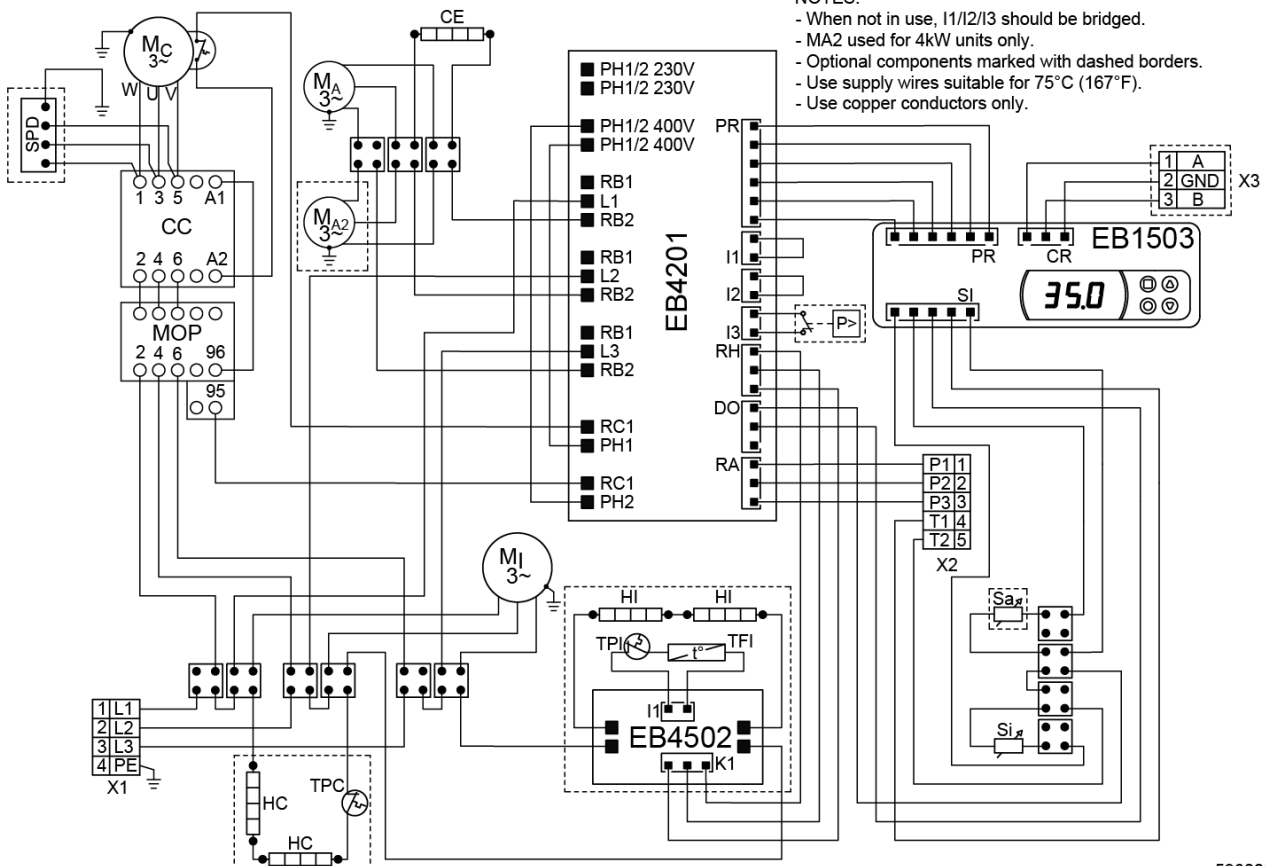 NOTES:
- When not in use, I1/I2/I3 should be bridged.
- MA2 used for 4kW units only.
- Optional components marked with dashed borders.
- Use supply wires suitable for 75°C (167°F).
- Use copper conductors only.
CE
MC
3~
W U V
SPD
1 3 5 A1
CC
2 4 6 A2
MOP
2 4 6 96
95
MA
3~
MA2
3~
PH1/2 230V
PH1/2 230V
PH1/2 400V
PH1/2 400V
RB1
L1
RB2
RB1
L2
RB2
RB1
L3
RB2
RC1
PH1
RC1
PH2
EB4201
PR
I1
I2
I3
RH
DO
RA
P>
1 A
2 GND
3 B
X3
EB1503
PR
CR
SI
35.0
P1 1
P2 2
P3 3
T1 4
T2 5
X2
Sa
Si
MI
3~
HI
HI
TPI
t°
TFI
I1
EB4502
K1
1 L1
2 L2
3 L3
4 PE
X1
HC
TPC
HC